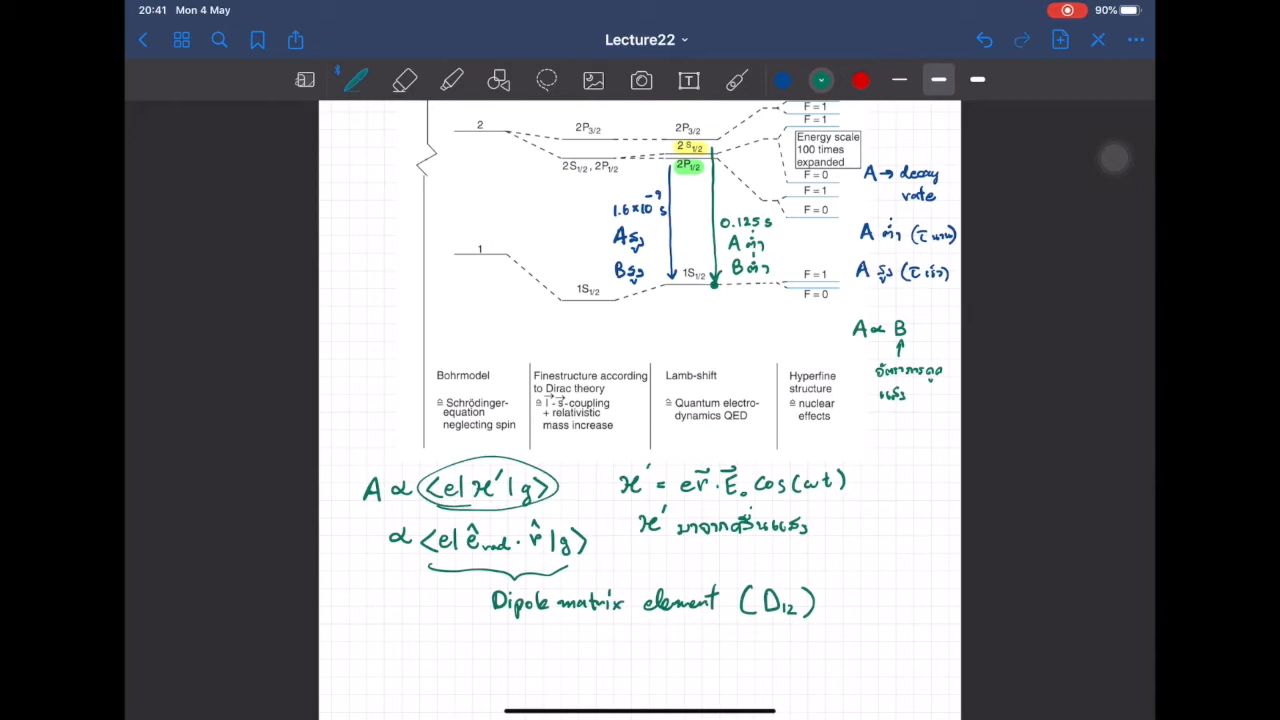 20:41 Mon 4 May
90%
Lecture22
2
2P3/2
2P3/2
F = 1
F = 1
2S1/2, 2P1/2
2S1/2
2P1/2
Energy scale
100 times
expanded
F = 0
F = 1
F = 0
1.6×10⁻⁹ s
A สูง
B สูง
0.125 s
A ต่ำ
B ต่ำ
A → decay
rate
A ต่ำ (τ นาน)
A สูง (τ เร็ว)
1
1S1/2
1S1/2
F = 1
F = 0
A ∝ B
↑
อัตราการดูด
แสง
Bohrmodel
≙ Schrödinger-
equation
neglecting spin
Finestructure according
to Dirac theory
≙ l⃗ - s⃗-coupling
+ relativistic
mass increase
Lamb-shift
≙ Quantum electro-
dynamics QED
Hyperfine
structure
≙ nuclear
effects
A ∝ ⟨e| ℋ′ |g⟩
ℋ′ = er⃗ · E⃗₀ cos(ωt)
∝ ⟨e| ê_rad · r̂ |g⟩
ℋ′ มาจากคลื่นแสง
Dipole matrix element (D₁₂)